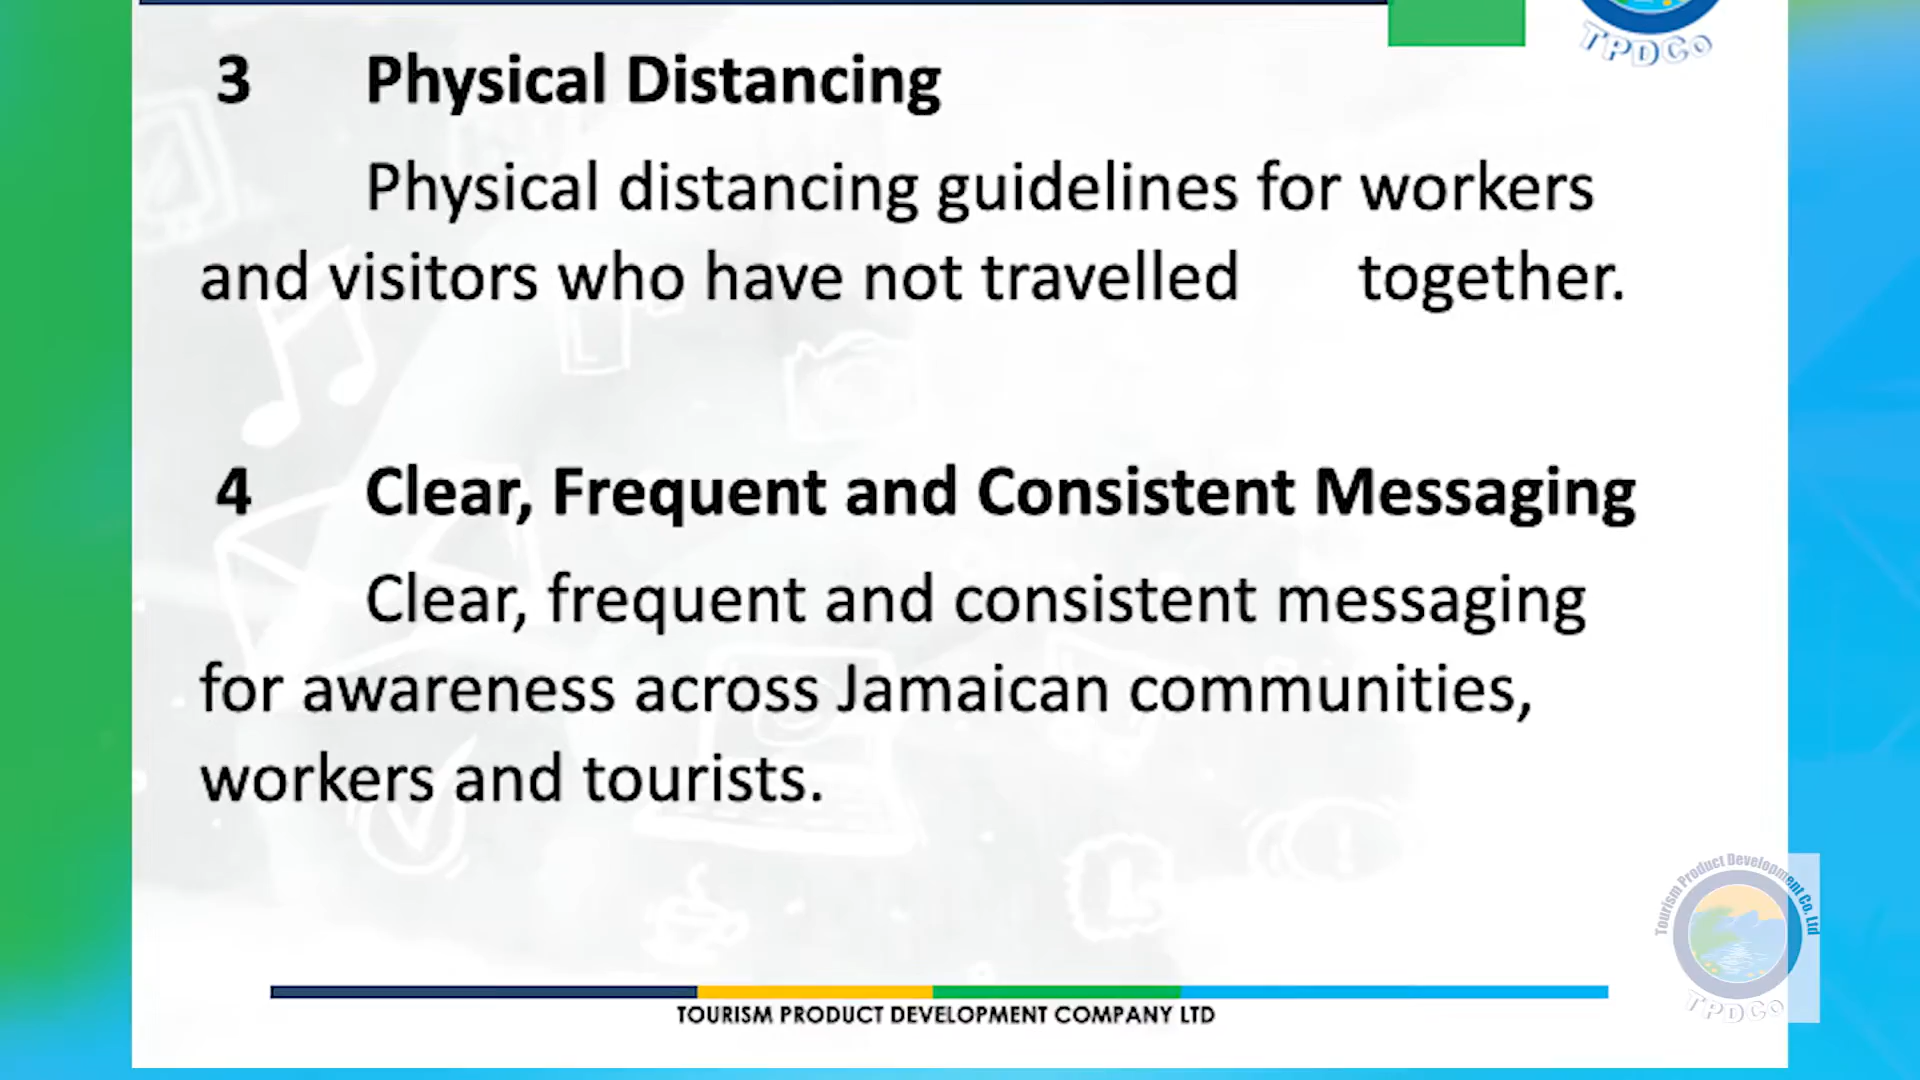 TPDCo
3 Physical Distancing
Physical distancing guidelines for workers
and visitors who have not travelled together.
4 Clear, Frequent and Consistent Messaging
Clear, frequent and consistent messaging
for awareness across Jamaican communities,
workers and tourists.
Tourism Product Development Co. Ltd
TPDCo
TOURISM PRODUCT DEVELOPMENT COMPANY LTD